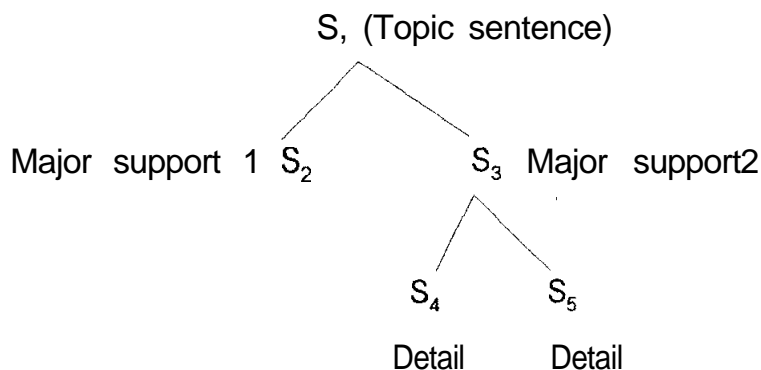 S, (Topic sentence)
Major support 1 S₂ S₃ Major support2
S₄ S₅
Detail Detail